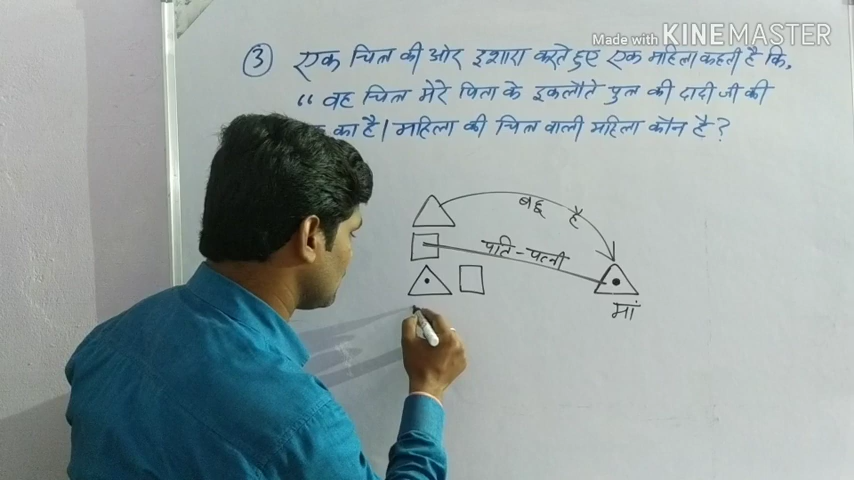 Made with KINEMASTER
③ एक चित्र की ओर इशारा करते हुए एक महिला कहती है कि,
“ वह चित्र मेरे पिता के इकलौते पुत्र की दादी जी की
का है। महिला की चित्र वाली महिला कौन है?
बहू है
पति-पत्नी
मां